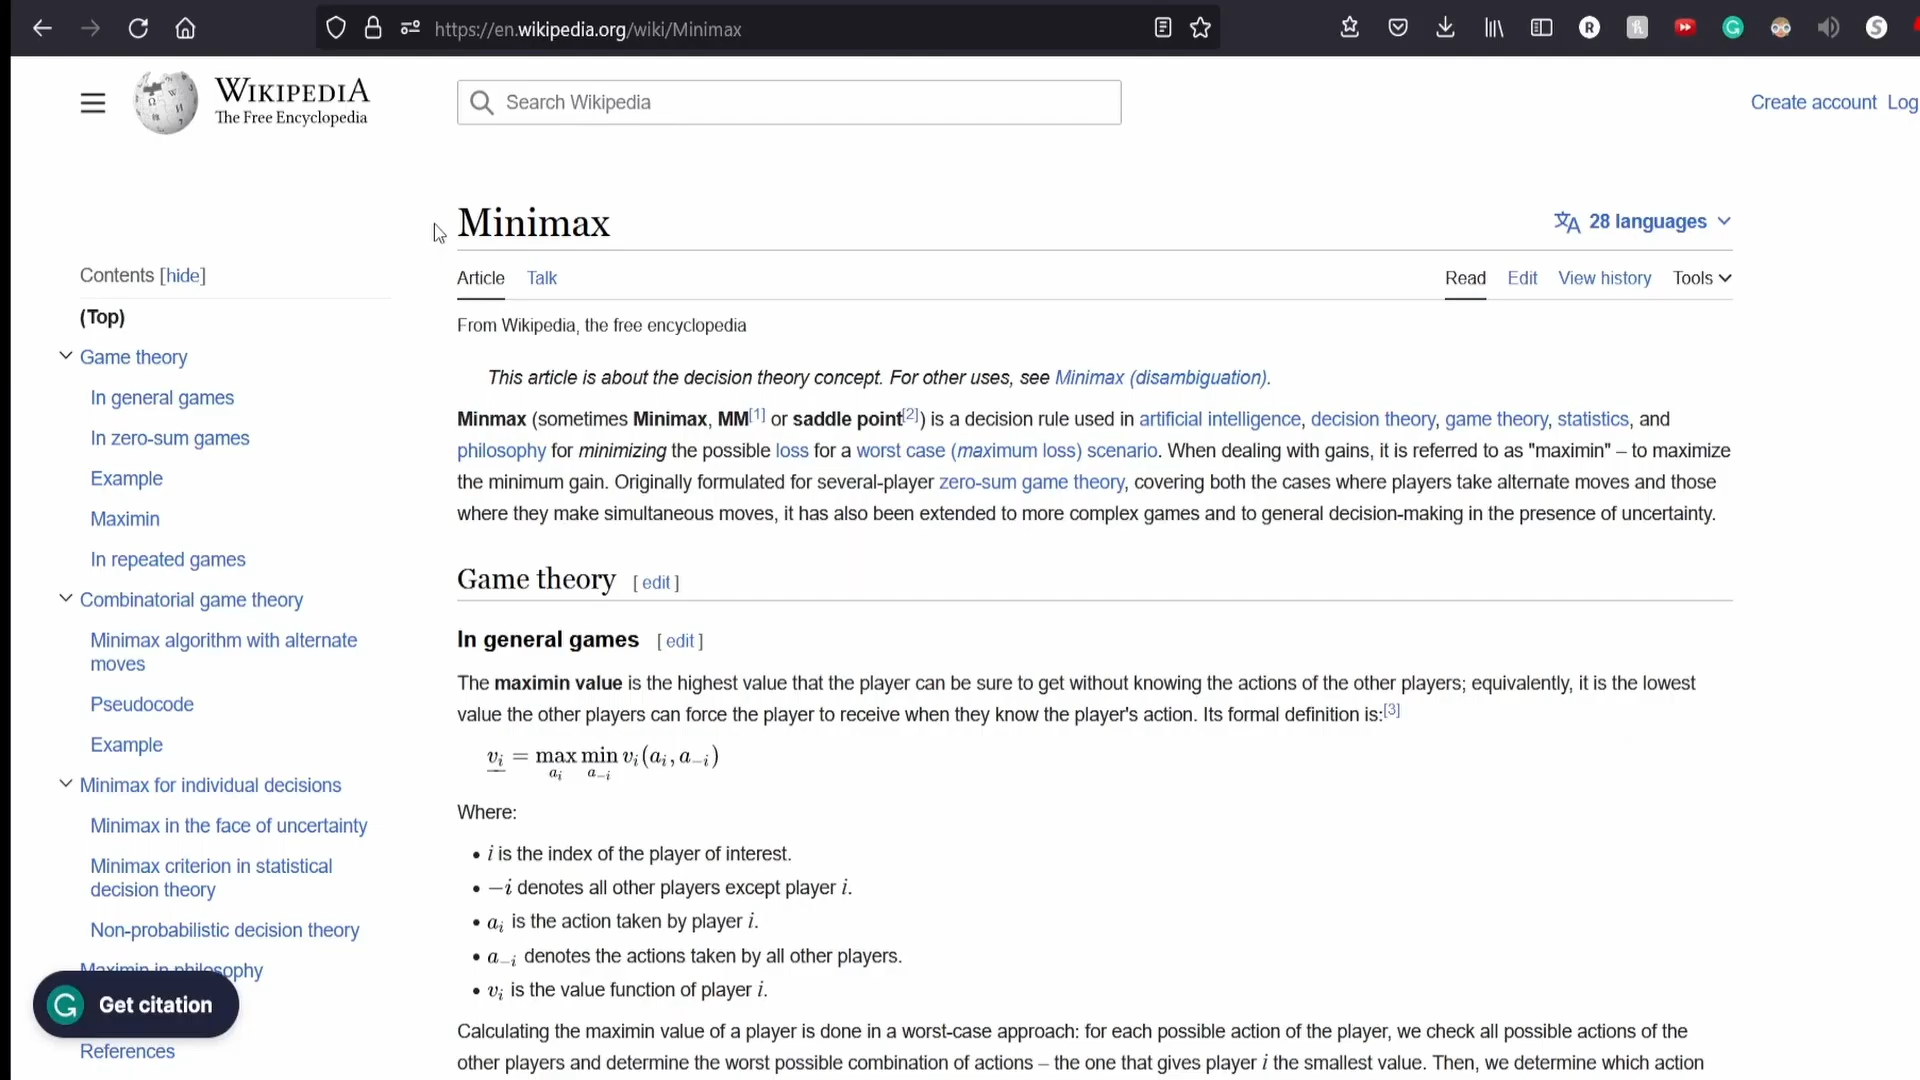 https://en.wikipedia.org/wiki/Minimax
WIKIPEDIA
The Free Encyclopedia
Search Wikipedia
Create account Log
Minimax
28 languages
Contents [hide]
Article Talk
Read Edit View history Tools
(Top)
From Wikipedia, the free encyclopedia
Game theory
In general games
In zero-sum games
Example
Maximin
In repeated games
Combinatorial game theory
Minimax algorithm with alternate
moves
Pseudocode
Example
Minimax for individual decisions
Minimax in the face of uncertainty
Minimax criterion in statistical
decision theory
Non-probabilistic decision theory
Maximin in philosophy
Get citation
References
This article is about the decision theory concept. For other uses, see Minimax (disambiguation).
Minmax (sometimes Minimax, MM[1] or saddle point[2]) is a decision rule used in artificial intelligence, decision theory, game theory, statistics, and
philosophy for minimizing the possible loss for a worst case (maximum loss) scenario. When dealing with gains, it is referred to as "maximin" – to maximize
the minimum gain. Originally formulated for several-player zero-sum game theory, covering both the cases where players take alternate moves and those
where they make simultaneous moves, it has also been extended to more complex games and to general decision-making in the presence of uncertainty.
Game theory [ edit ]
In general games [ edit ]
The maximin value is the highest value that the player can be sure to get without knowing the actions of the other players; equivalently, it is the lowest
value the other players can force the player to receive when they know the player's action. Its formal definition is:[3]
v_i = max_{a_i} min_{a_{−i}} v_i(a_i, a_{−i})
Where:
• i is the index of the player of interest.
• −i denotes all other players except player i.
• a_i is the action taken by player i.
• a_{−i} denotes the actions taken by all other players.
• v_i is the value function of player i.
Calculating the maximin value of a player is done in a worst-case approach: for each possible action of the player, we check all possible actions of the
other players and determine the worst possible combination of actions – the one that gives player i the smallest value. Then, we determine which action